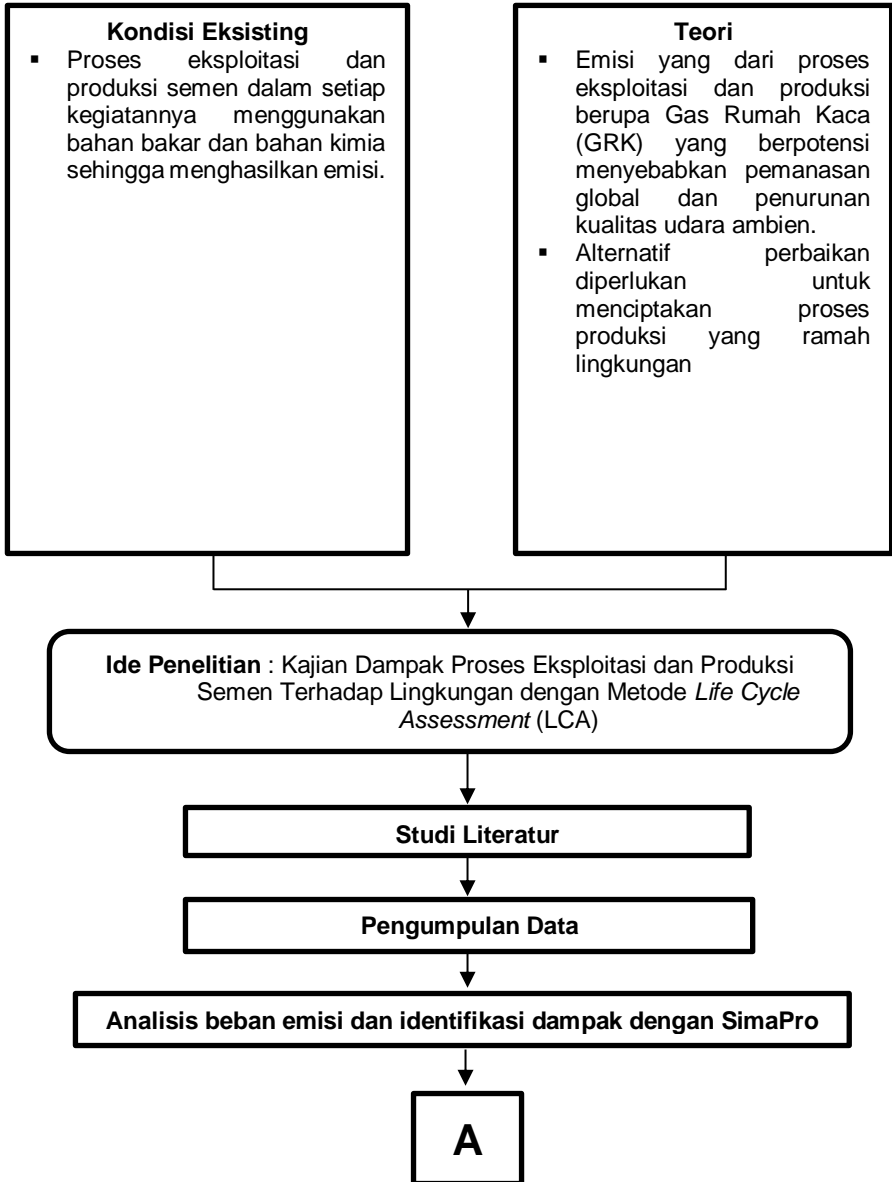 Kondisi Eksisting
▪ Proses eksploitasi dan
produksi semen dalam setiap
kegiatannya menggunakan
bahan bakar dan bahan kimia
sehingga menghasilkan emisi.
Teori
▪ Emisi yang dari proses
eksploitasi dan produksi
berupa Gas Rumah Kaca
(GRK) yang berpotensi
menyebabkan pemanasan
global dan penurunan
kualitas udara ambien.
▪ Alternatif perbaikan
diperlukan untuk
menciptakan proses
produksi yang ramah
lingkungan
Ide Penelitian : Kajian Dampak Proses Eksploitasi dan Produksi
Semen Terhadap Lingkungan dengan Metode Life Cycle
Assessment (LCA)
Studi Literatur
Pengumpulan Data
Analisis beban emisi dan identifikasi dampak dengan SimaPro
A